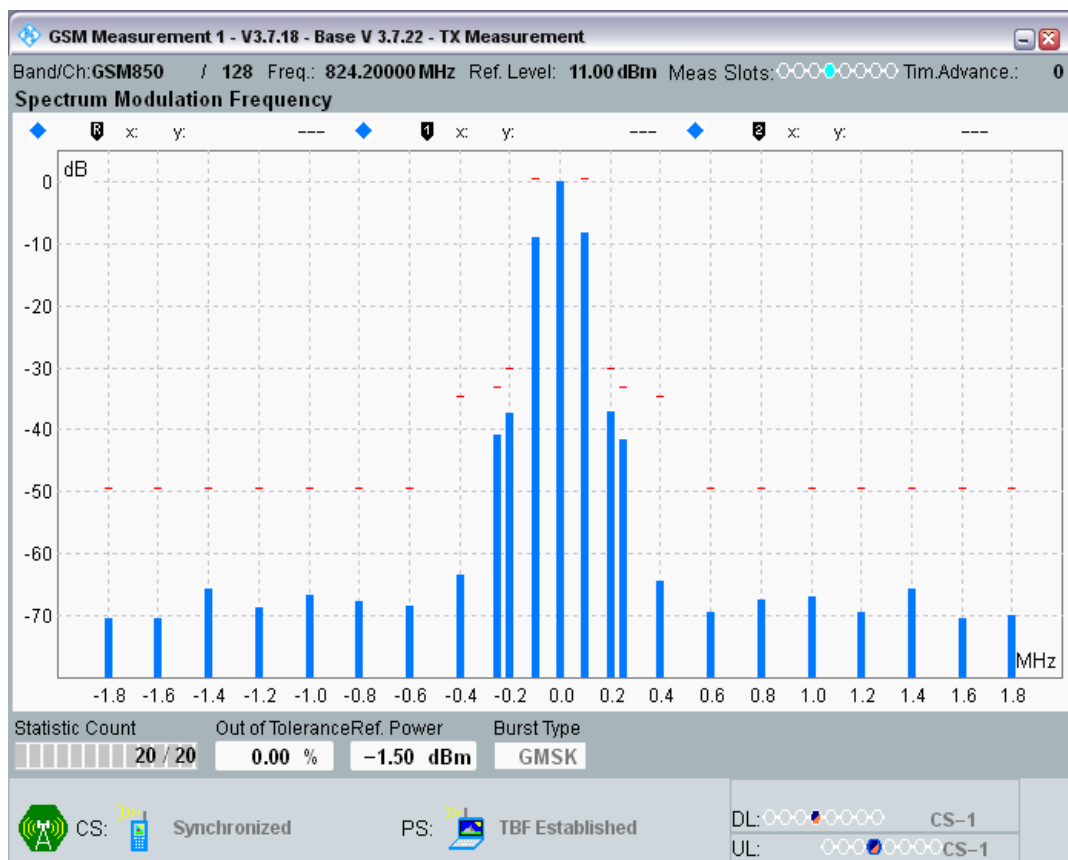 GSM Measurement 1 - V3.7.18 - Base V 3.7.22 - TX Measurement
Band/Ch:GSM850 / 128 Freq.: 824.20000 MHz Ref. Level: 11.00 dBm Meas Slots: Tim.Advance.: 0
Spectrum Modulation Frequency
R x: y: --- 1 x: y: --- 2 x: y: ---
dB
0
-10
-20
-30
-40
-50
-60
-70
MHz
-1.8 -1.6 -1.4 -1.2 -1.0 -0.8 -0.6 -0.4 -0.2 0.0 0.2 0.4 0.6 0.8 1.0 1.2 1.4 1.6 1.8
Statistic Count Out of Tolerance Ref. Power Burst Type
20 / 20 0.00 % -1.50 dBm GMSK
CS: Synchronized PS: TBF Established
DL: CS-1
UL: CS-1